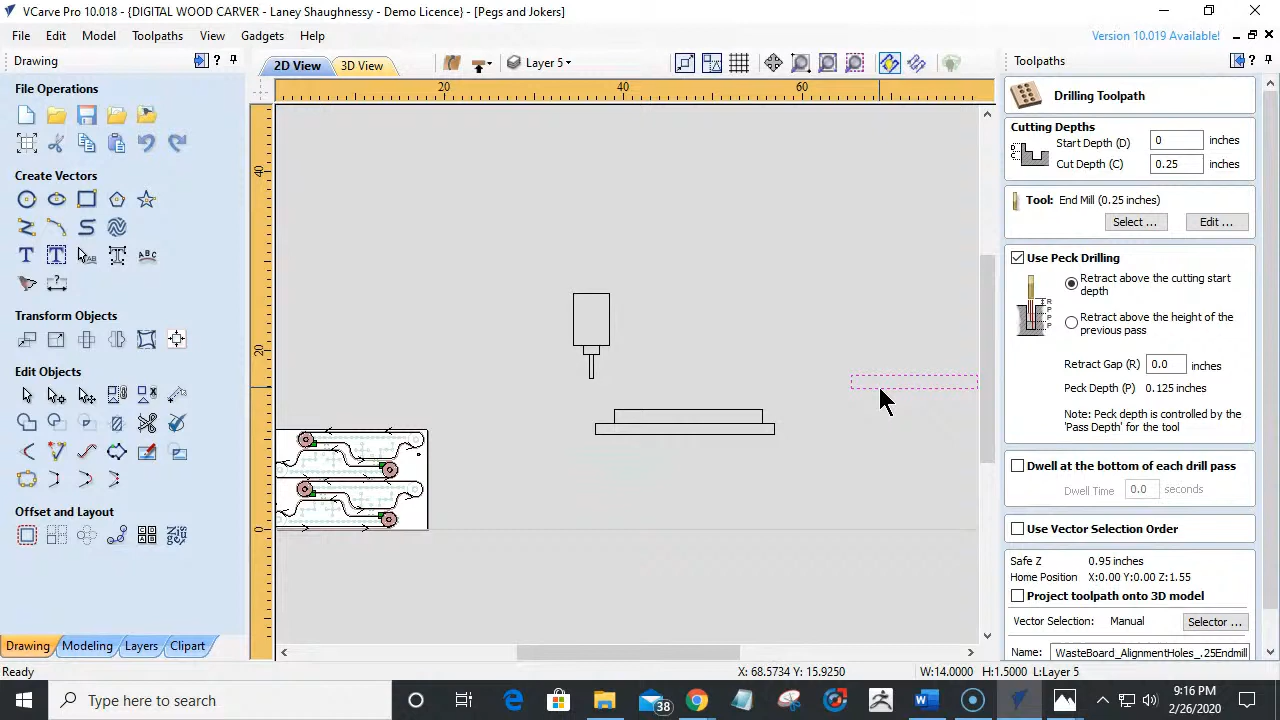 VCarve Pro 10.018 - {DIGITAL WOOD CARVER - Laney Shaughnessy - Demo Licence} - [Pegs and Jokers]
File Edit Model Toolpaths View Gadgets Help
Version 10.019 Available!
Drawing
?
2D View
3D View
Layer 5
Toolpaths
?
File Operations
20
40
60
Drilling Toolpath
Cutting Depths
Start Depth (D) 0 inches
Cut Depth (C) 0.25 inches
40
Create Vectors
Tool: End Mill (0.25 inches)
Select ...
Edit ...
Use Peck Drilling
Retract above the cutting start
depth
R
P
P
P
Retract above the height of the
previous pass
Transform Objects
20
Retract Gap (R) 0.0 inches
Edit Objects
Peck Depth (P) 0.125 inches
Note: Peck depth is controlled by the
'Pass Depth' for the tool
Dwell at the bottom of each drill pass
Dwell Time 0.0 seconds
Offset and Layout
0
Use Vector Selection Order
Safe Z 0.95 inches
Home Position X:0.00 Y:0.00 Z:1.55
Project toolpath onto 3D model
Vector Selection: Manual
Selector ...
Drawing
Modeling
Layers
Clipart
Name: WasteBoard_AlignmentHoles_.25Endmill
Ready
X: 68.5734 Y: 15.9250
W:14.0000 H:1.5000 L:Layer 5
Type here to search
38
9:16 PM
2/26/2020